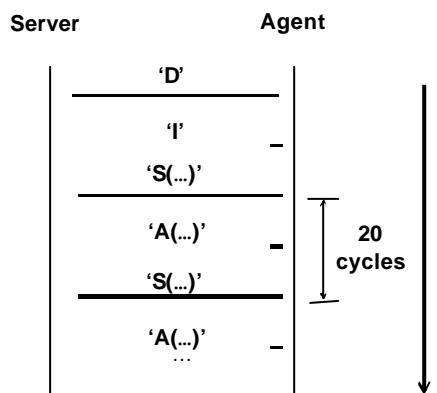 Server Agent
‘D’
‘I’
‘S(...)’
‘A(...)’
20
cycles
‘S(...)’
‘A(...)’
...